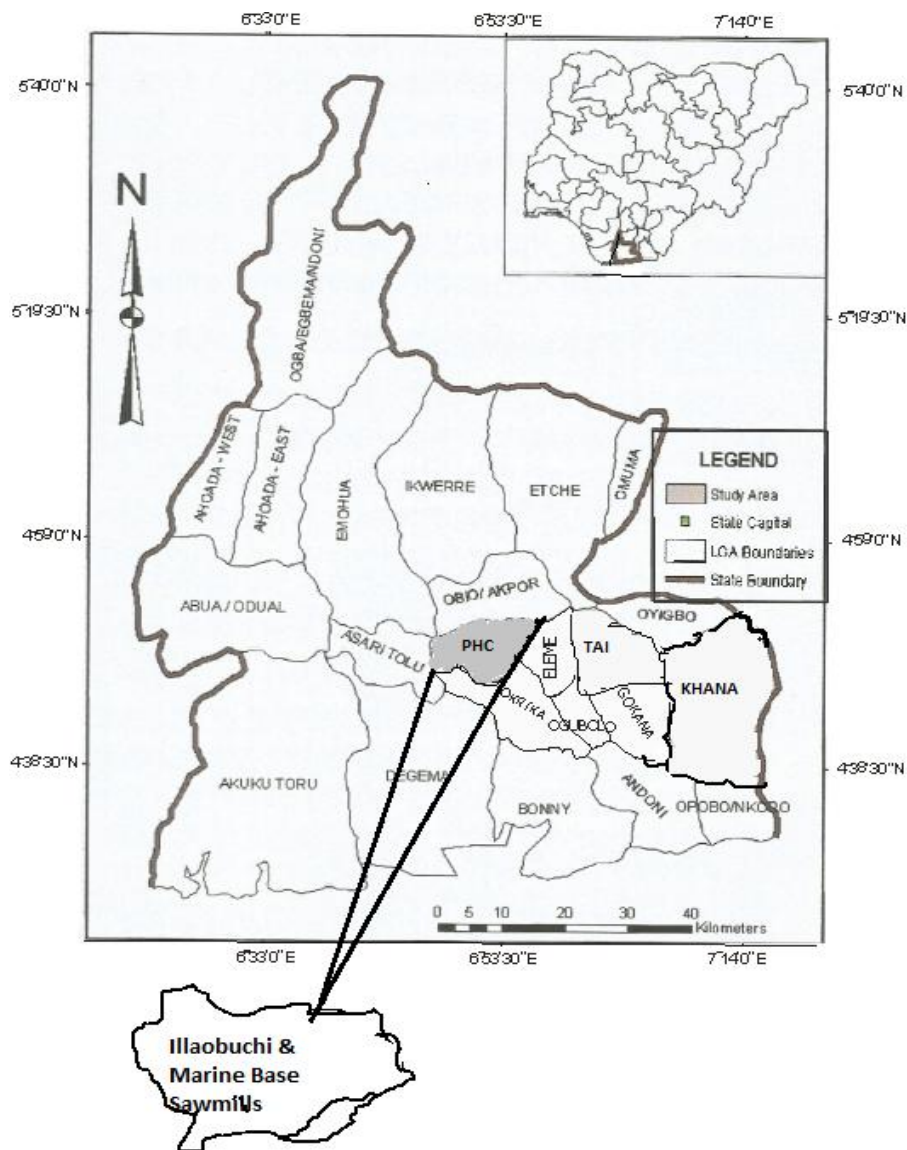 6°33'0"E 6°53'30"E 7°14'0"E
5°40'0"N 5°40'0"N
N
OGBA/EGBEMA/NDONI
5°19'30"N 5°19'30"N
AHOADA - WEST
AHOADA - EAST
EMOHUA
IKWERRE
ETCHE
OMUMA
LEGEND
Study Area
State Capital
LGA Boundaries
State Boundary
4°59'0"N 4°59'0"N
OBIO/ AKPOR
ABUA / ODUAL
OYIGBO
ASARI TOLU
PHC
ELEME
TAI
KHANA
OKRIKA
OGUBOLO
GOKANA
4°38'30"N 4°38'30"N
AKUKU TORU
DEGEMA
BONNY
ANDONI
OPOBO/NKORO
0 5 10 20 30 40
Kilometers
6°33'0"E 6°53'30"E 7°14'0"E
Illaobuchi &
Marine Base
Sawmills